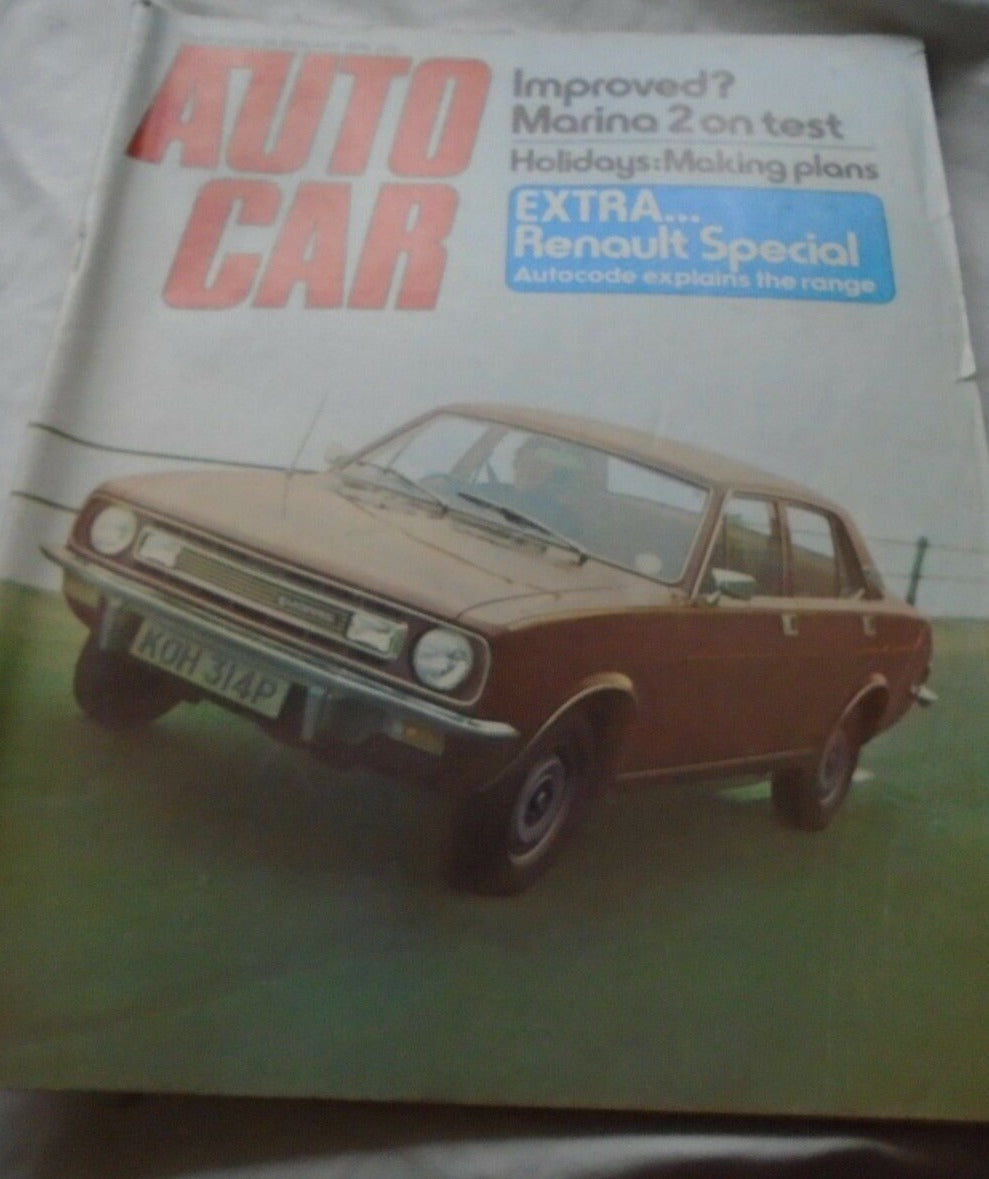 AUTO
CAR
Improved?
Marina 2 on test
Holidays:Making plans
EXTRA...
Renault Special
Autocode explains the range
KOH 314P